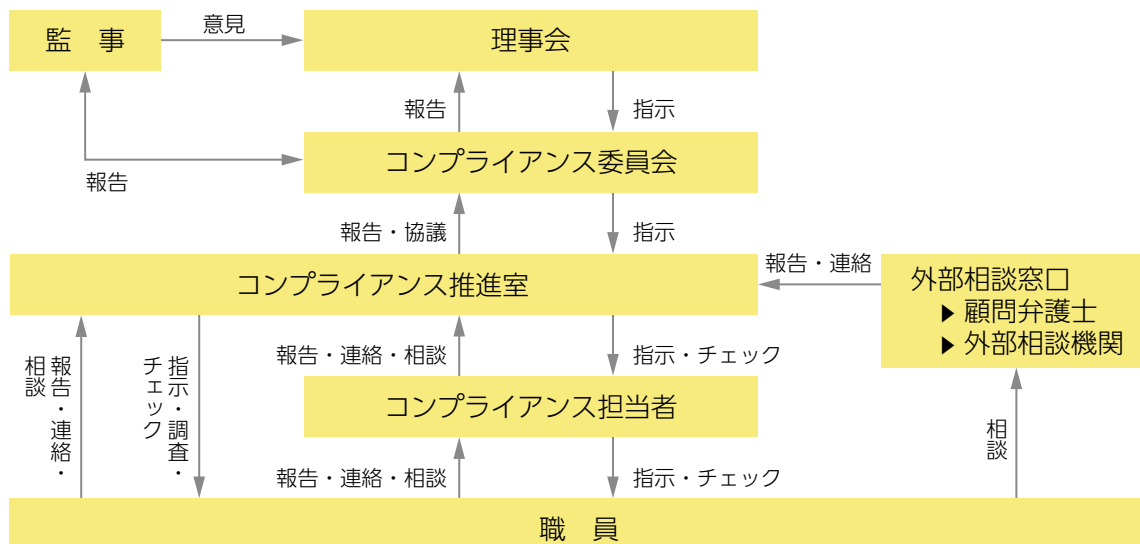 監　事
意見
理事会
報告
指示
報告
コンプライアンス委員会
報告・協議
指示
コンプライアンス推進室
報告・連絡
外部相談窓口
▶ 顧問弁護士
▶ 外部相談機関
報告・連絡・
相談
指示・調査・
チェック
報告・連絡・相談
指示・チェック
コンプライアンス担当者
報告・連絡・相談
指示・チェック
相談
職　員